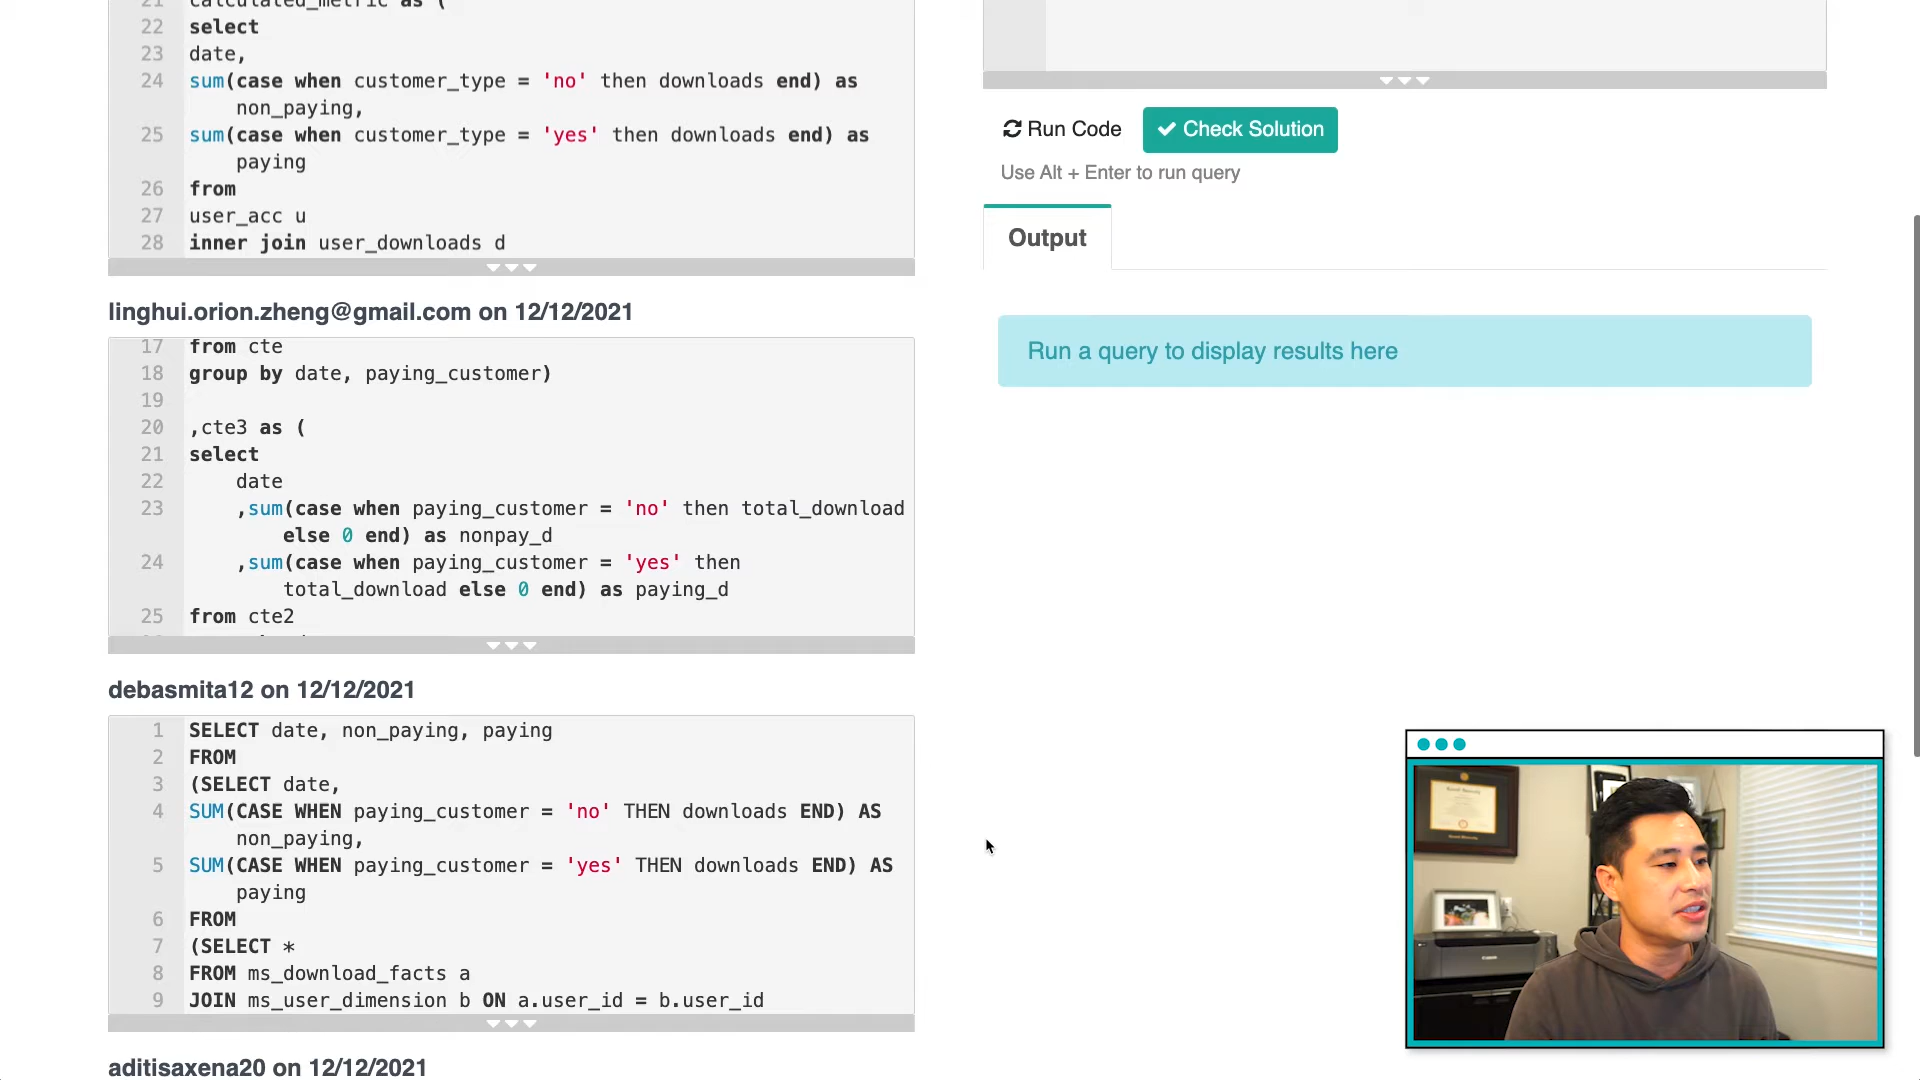 21 calculated_metric as (
22 select
23 date,
24 sum(case when customer_type = 'no' then downloads end) as
non_paying,
25 sum(case when customer_type = 'yes' then downloads end) as
paying
26 from
27 user_acc u
28 inner join user_downloads d
linghui.orion.zheng@gmail.com on 12/12/2021
17 from cte
18 group by date, paying_customer)
19
20 ,cte3 as (
21 select
22 date
23 ,sum(case when paying_customer = 'no' then total_download
else 0 end) as nonpay_d
24 ,sum(case when paying_customer = 'yes' then
total_download else 0 end) as paying_d
25 from cte2
debasmita12 on 12/12/2021
1 SELECT date, non_paying, paying
2 FROM
3 (SELECT date,
4 SUM(CASE WHEN paying_customer = 'no' THEN downloads END) AS
non_paying,
5 SUM(CASE WHEN paying_customer = 'yes' THEN downloads END) AS
paying
6 FROM
7 (SELECT *
8 FROM ms_download_facts a
9 JOIN ms_user_dimension b ON a.user_id = b.user_id
aditisaxena20 on 12/12/2021
Run Code
Check Solution
Use Alt + Enter to run query
Output
Run a query to display results here